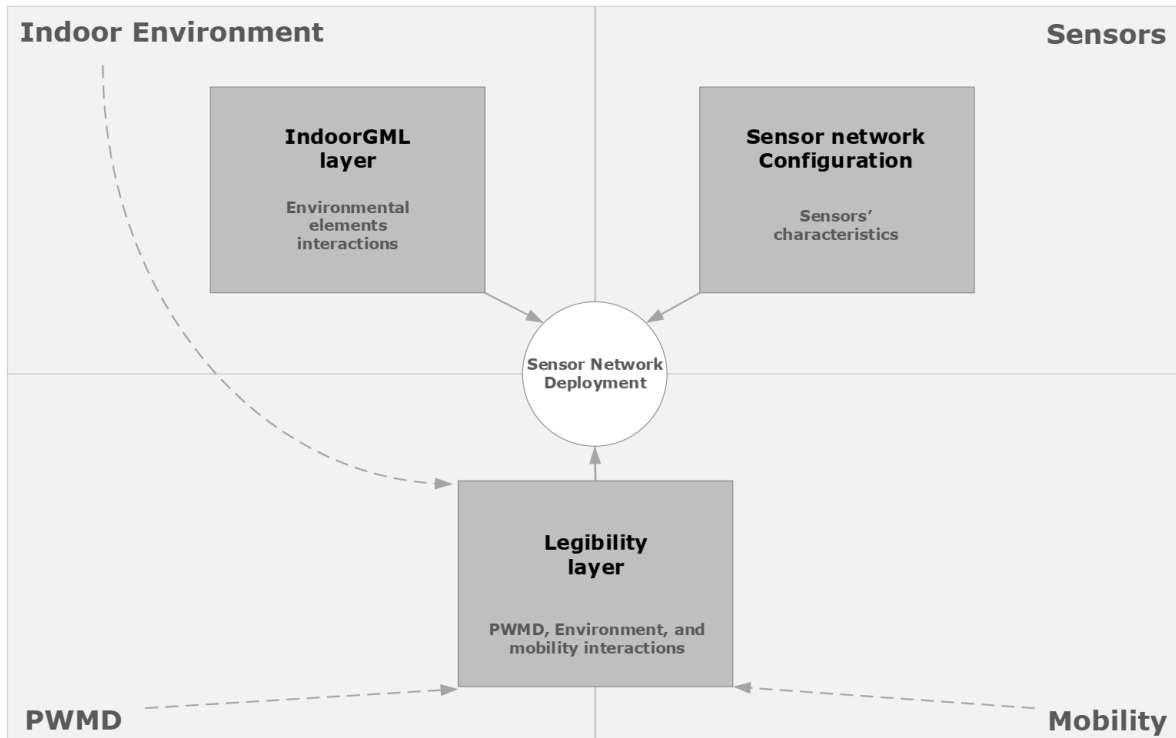 Indoor Environment
Sensors
IndoorGML
layer
Environmental
elements
interactions
Sensor network
Configuration
Sensors’
characteristics
Sensor Network
Deployment
Legibility
layer
PWMD, Environment, and
mobility interactions
PWMD
Mobility